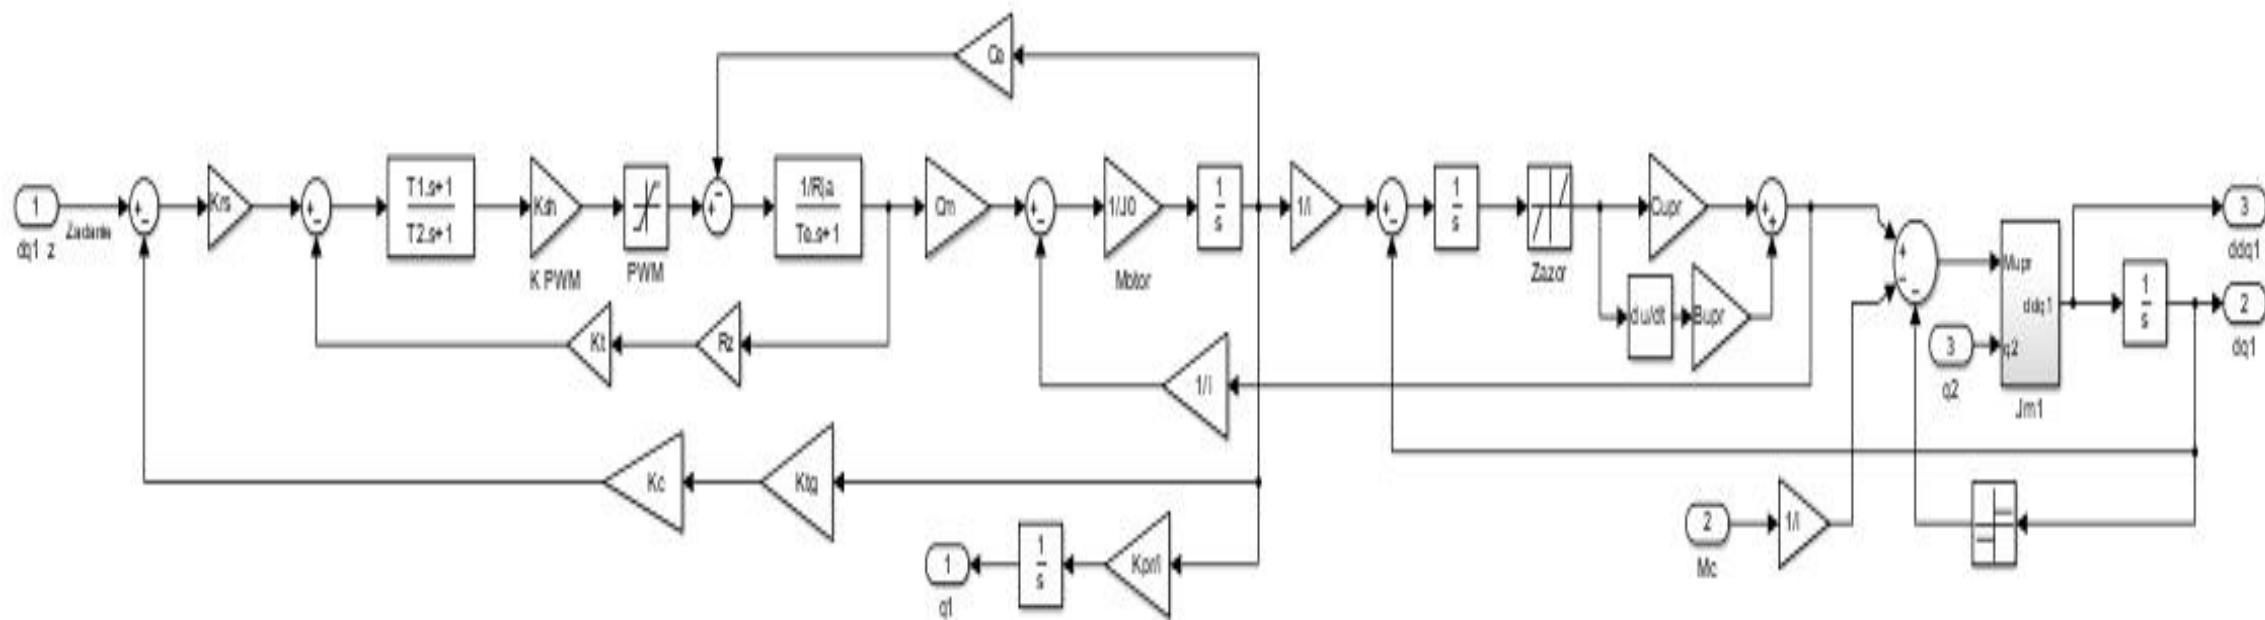 Ce
1
dq1 z
Zadanie
+
-
Krs
+
-
T1.s+1
T2.s+1
Ksh
K PWM
PWM
-
+
1/Rja
Te.s+1
Cm
+
-
1/J0
Motor
1
s
1/i
+
-
1
s
Zazor
Cupr
du/dt
Bupr
+
+
+
-
-
Mupr
ddq1
q2
Jm1
3
q2
1
s
3
ddq1
2
dq1
Kt
Rz
1/i
Kc
Ktg
2
Mc
1/i
1
q1
1
s
Kpr/i